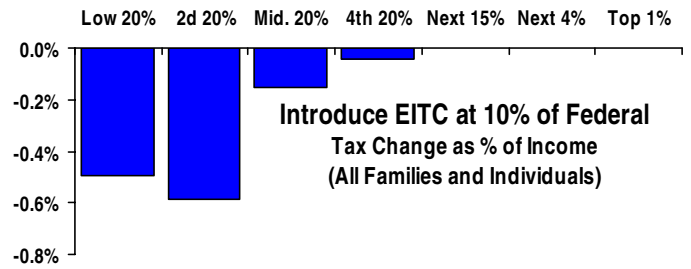 Low 20% 2d 20% Mid. 20% 4th 20% Next 15% Next 4% Top 1%
0.0%
-0.2%
Introduce EITC at 10% of Federal
Tax Change as % of Income
-0.4%
(All Families and Individuals)
-0.6%
-0.8%